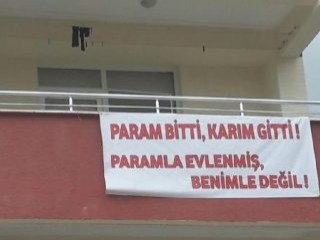 PARAM BİTTİ, KARIM GİTTİ !
PARAMLA EVLENMİŞ,
BENİMLE DEĞİL !